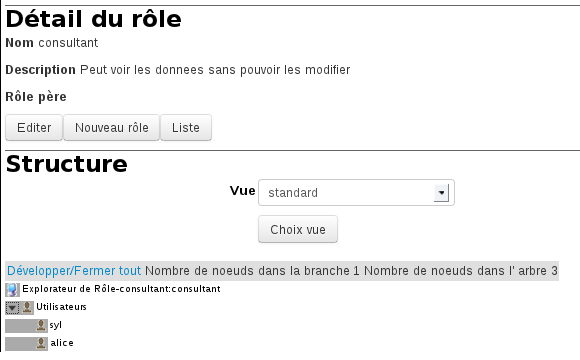 Détail du rôle
Nom consultant
Description Peut voir les donnees sans pouvoir les modifier
Rôle père
Editer Nouveau rôle Liste
Structure
Vue standard
Choix vue
Développer/Fermer tout Nombre de noeuds dans la branche 1 Nombre de noeuds dans l' arbre 3
Explorateur de Rôle-consultant:consultant
Utilisateurs
syl
alice